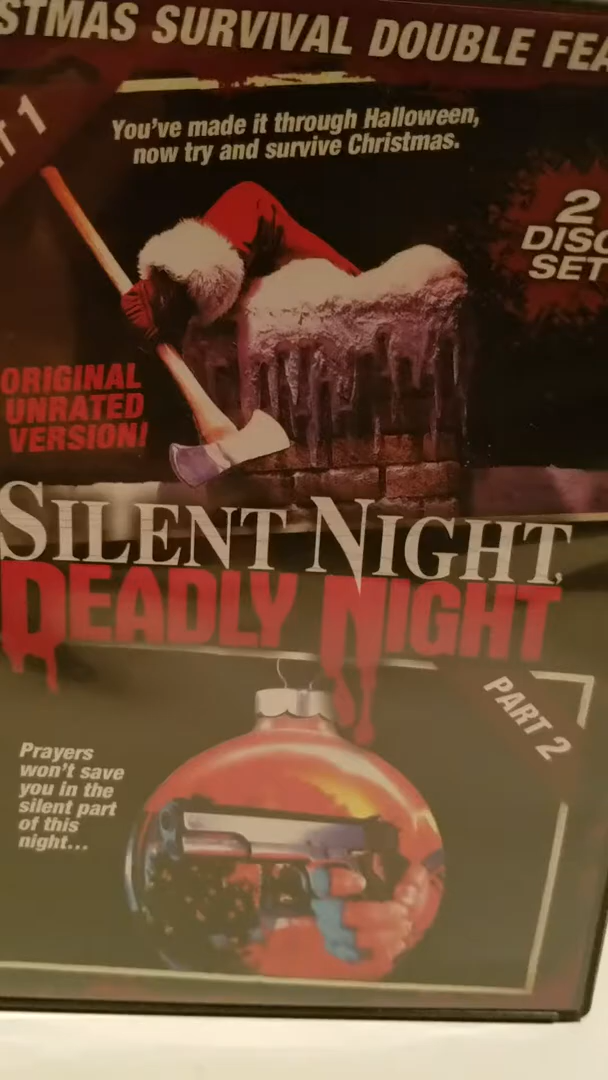 STMAS SURVIVAL DOUBLE FEA
T 1
You've made it through Halloween,
now try and survive Christmas.
2
DISC
SET
ORIGINAL
UNRATED
VERSION!
SILENT NIGHT,
DEADLY NIGHT
PART 2
Prayers
won't save
you in the
silent part
of this
night...